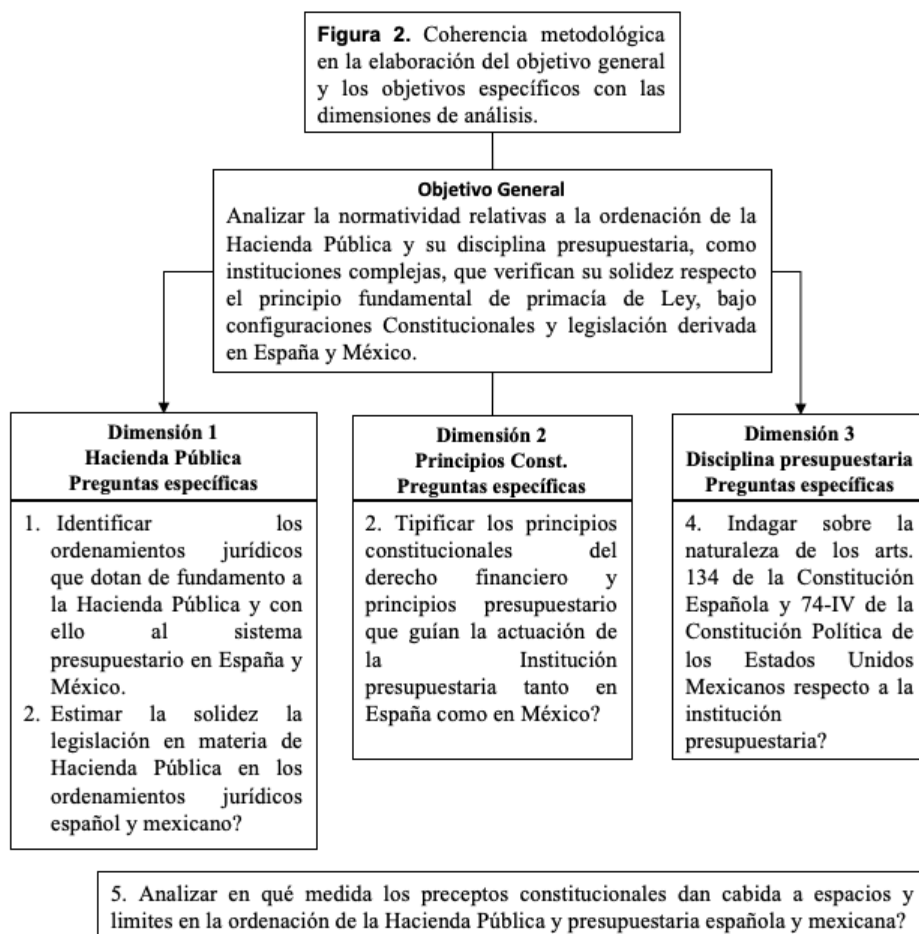 Figura 2. Coherencia metodológica
en la elaboración del objetivo general
y los objetivos específicos con las
dimensiones de análisis.
Objetivo General
Analizar la normatividad relativas a la ordenación de la
Hacienda Pública y su disciplina presupuestaria, como
instituciones complejas, que verifican su solidez respecto
el principio fundamental de primacía de Ley, bajo
configuraciones Constitucionales y legislación derivada
en España y México.
Dimensión 1
Hacienda Pública
Preguntas específicas
1. Identificar los
ordenamientos jurídicos
que dotan de fundamento a
la Hacienda Pública y con
ello al sistema
presupuestario en España y
México.
2. Estimar la solidez la
legislación en materia de
Hacienda Pública en los
ordenamientos jurídicos
español y mexicano?
Dimensión 2
Principios Const.
Preguntas específicas
2. Tipificar los principios
constitucionales del
derecho financiero y
principios presupuestario
que guían la actuación de
la Institución
presupuestaria tanto en
España como en México?
Dimensión 3
Disciplina presupuestaria
Preguntas específicas
4. Indagar sobre la
naturaleza de los arts.
134 de la Constitución
Española y 74-IV de la
Constitución Política de
los Estados Unidos
Mexicanos respecto a la
institución
presupuestaria?
5. Analizar en qué medida los preceptos constitucionales dan cabida a espacios y
limites en la ordenación de la Hacienda Pública y presupuestaria española y mexicana?